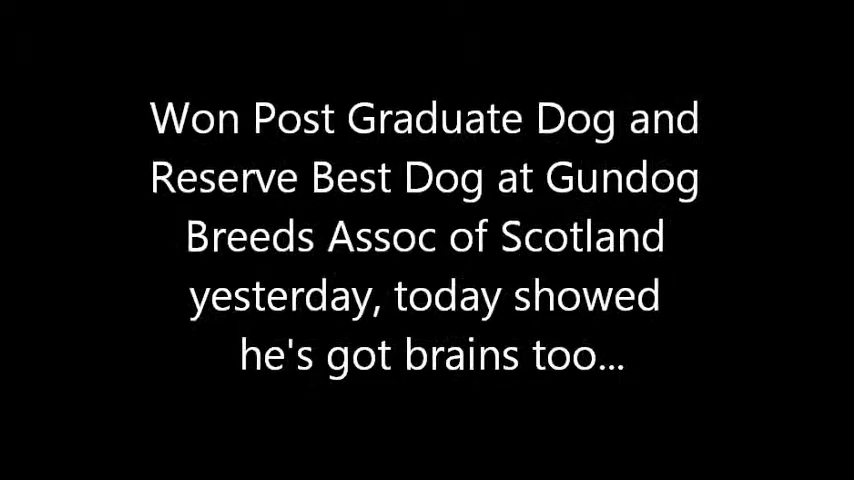 Won Post Graduate Dog and
Reserve Best Dog at Gundog
Breeds Assoc of Scotland
yesterday, today showed
he's got brains too...